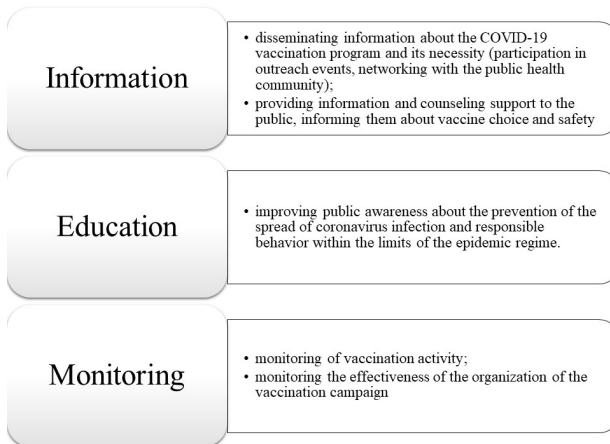 Information
• disseminating information about the COVID-19
vaccination program and its necessity (participation in
outreach events, networking with the public health
community);
• providing information and counseling support to the
public, informing them about vaccine choice and safety
Education
• improving public awareness about the prevention of the
spread of coronavirus infection and responsible
behavior within the limits of the epidemic regime.
Monitoring
• monitoring of vaccination activity;
• monitoring the effectiveness of the organization of the
vaccination campaign